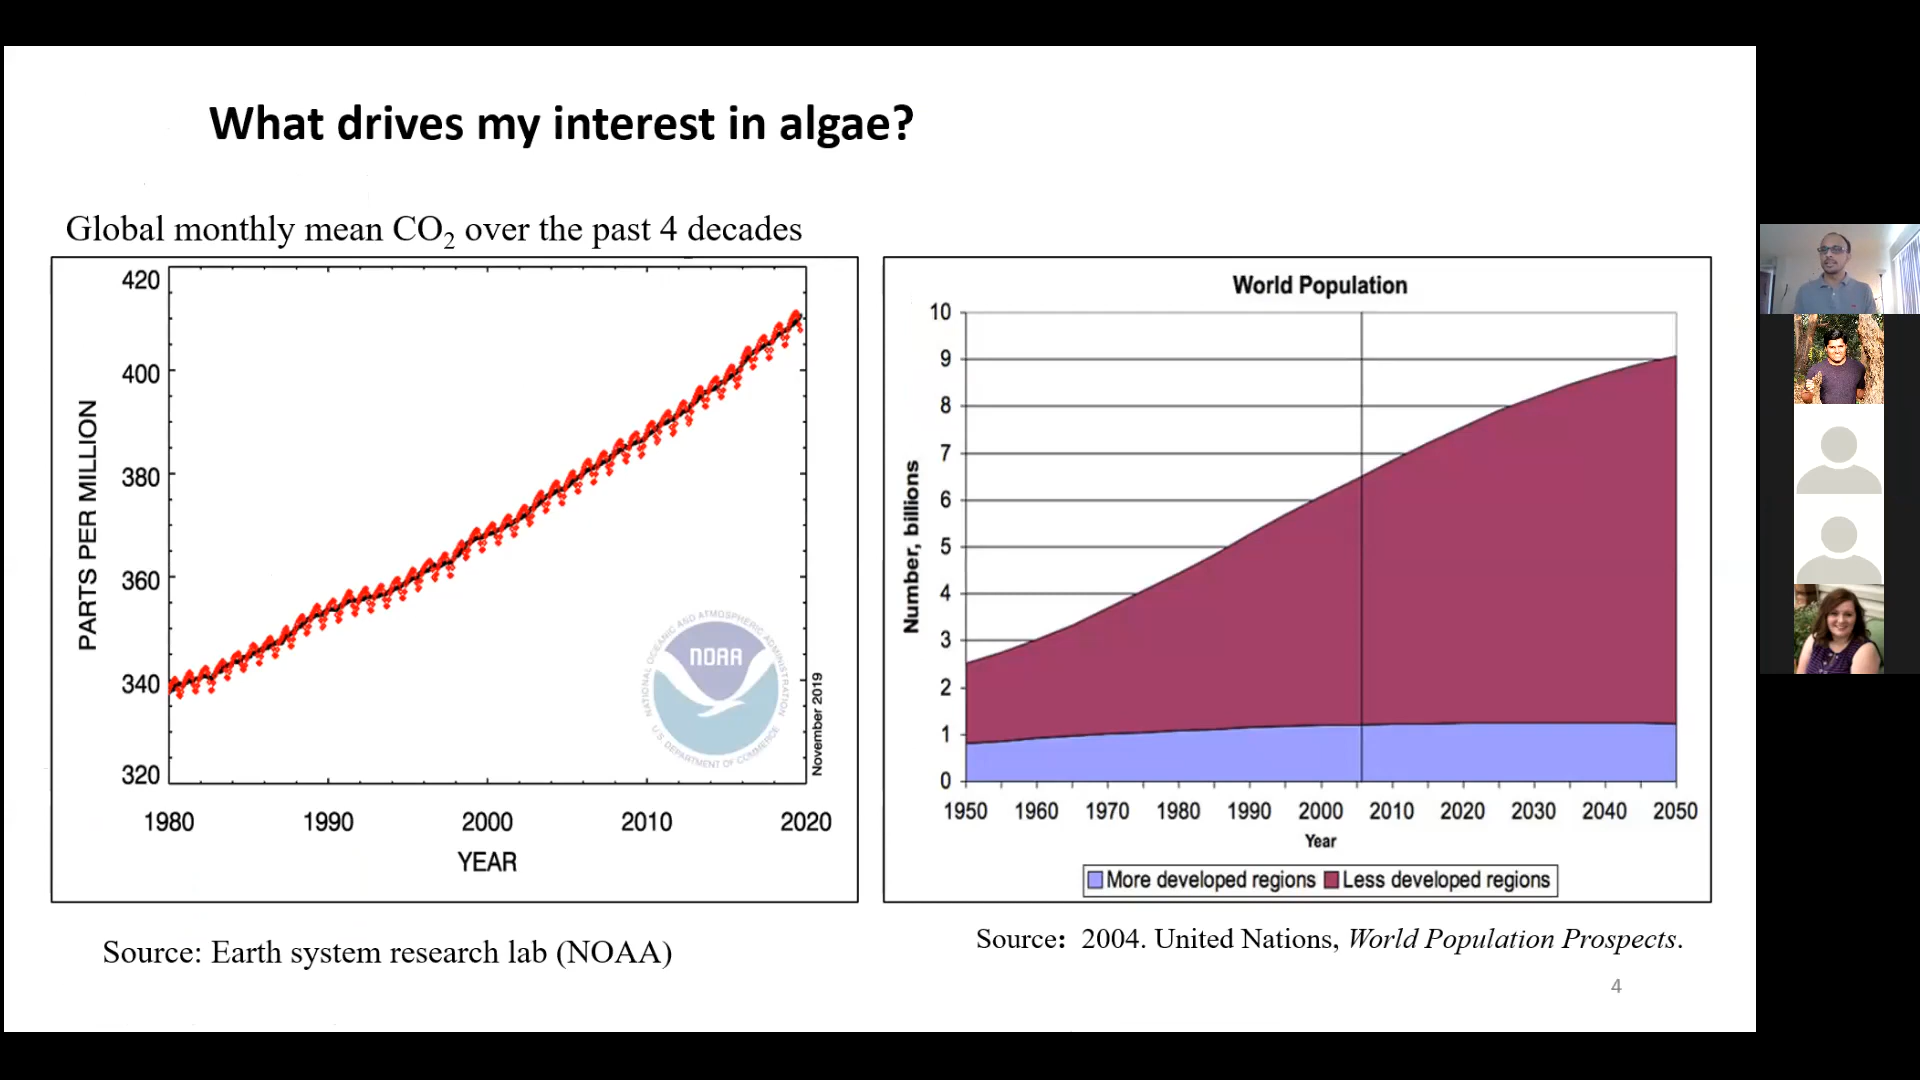 What drives my interest in algae?
Global monthly mean CO₂ over the past 4 decades
420
400
380
360
340
320
PARTS PER MILLION
1980 1990 2000 2010 2020
YEAR
NOAA
NATIONAL OCEANIC AND ATMOSPHERIC ADMINISTRATION
U.S. DEPARTMENT OF COMMERCE
November 2019
Source: Earth system research lab (NOAA)
World Population
10
9
8
7
6
5
4
3
2
1
0
Number, billions
1950 1960 1970 1980 1990 2000 2010 2020 2030 2040 2050
Year
More developed regions Less developed regions
Source: 2004. United Nations, World Population Prospects.
4